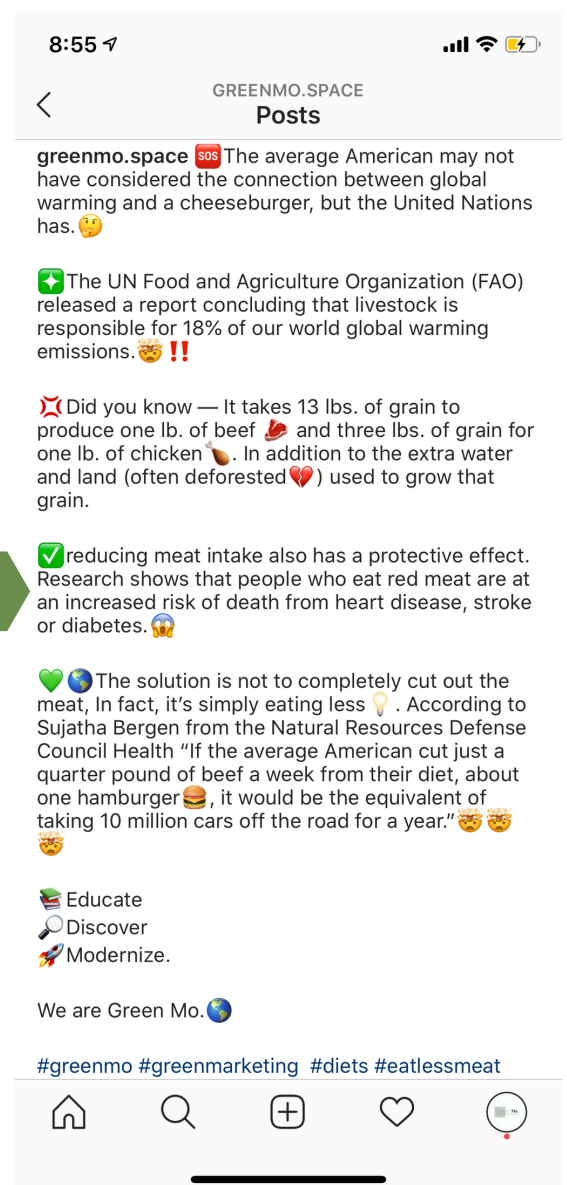 8:55
GREENMO.SPACE
Posts
greenmo.space 🆘The average American may not
have considered the connection between global
warming and a cheeseburger, but the United Nations
has.🤔
❇️The UN Food and Agriculture Organization (FAO)
released a report concluding that livestock is
responsible for 18% of our world global warming
emissions.🤯‼️
💢Did you know — It takes 13 lbs. of grain to
produce one lb. of beef 🥩 and three lbs. of grain for
one lb. of chicken🍗. In addition to the extra water
and land (often deforested💔) used to grow that
grain.
✅reducing meat intake also has a protective effect.
Research shows that people who eat red meat are at
an increased risk of death from heart disease, stroke
or diabetes.😱
💚🌎The solution is not to completely cut out the
meat, In fact, it’s simply eating less💡. According to
Sujatha Bergen from the Natural Resources Defense
Council Health “If the average American cut just a
quarter pound of beef a week from their diet, about
one hamburger🍔, it would be the equivalent of
taking 10 million cars off the road for a year.”🤯🤯
🤯
📚Educate
🔎Discover
🚀Modernize.
We are Green Mo.🌎
#greenmo #greenmarketing #diets #eatlessmeat